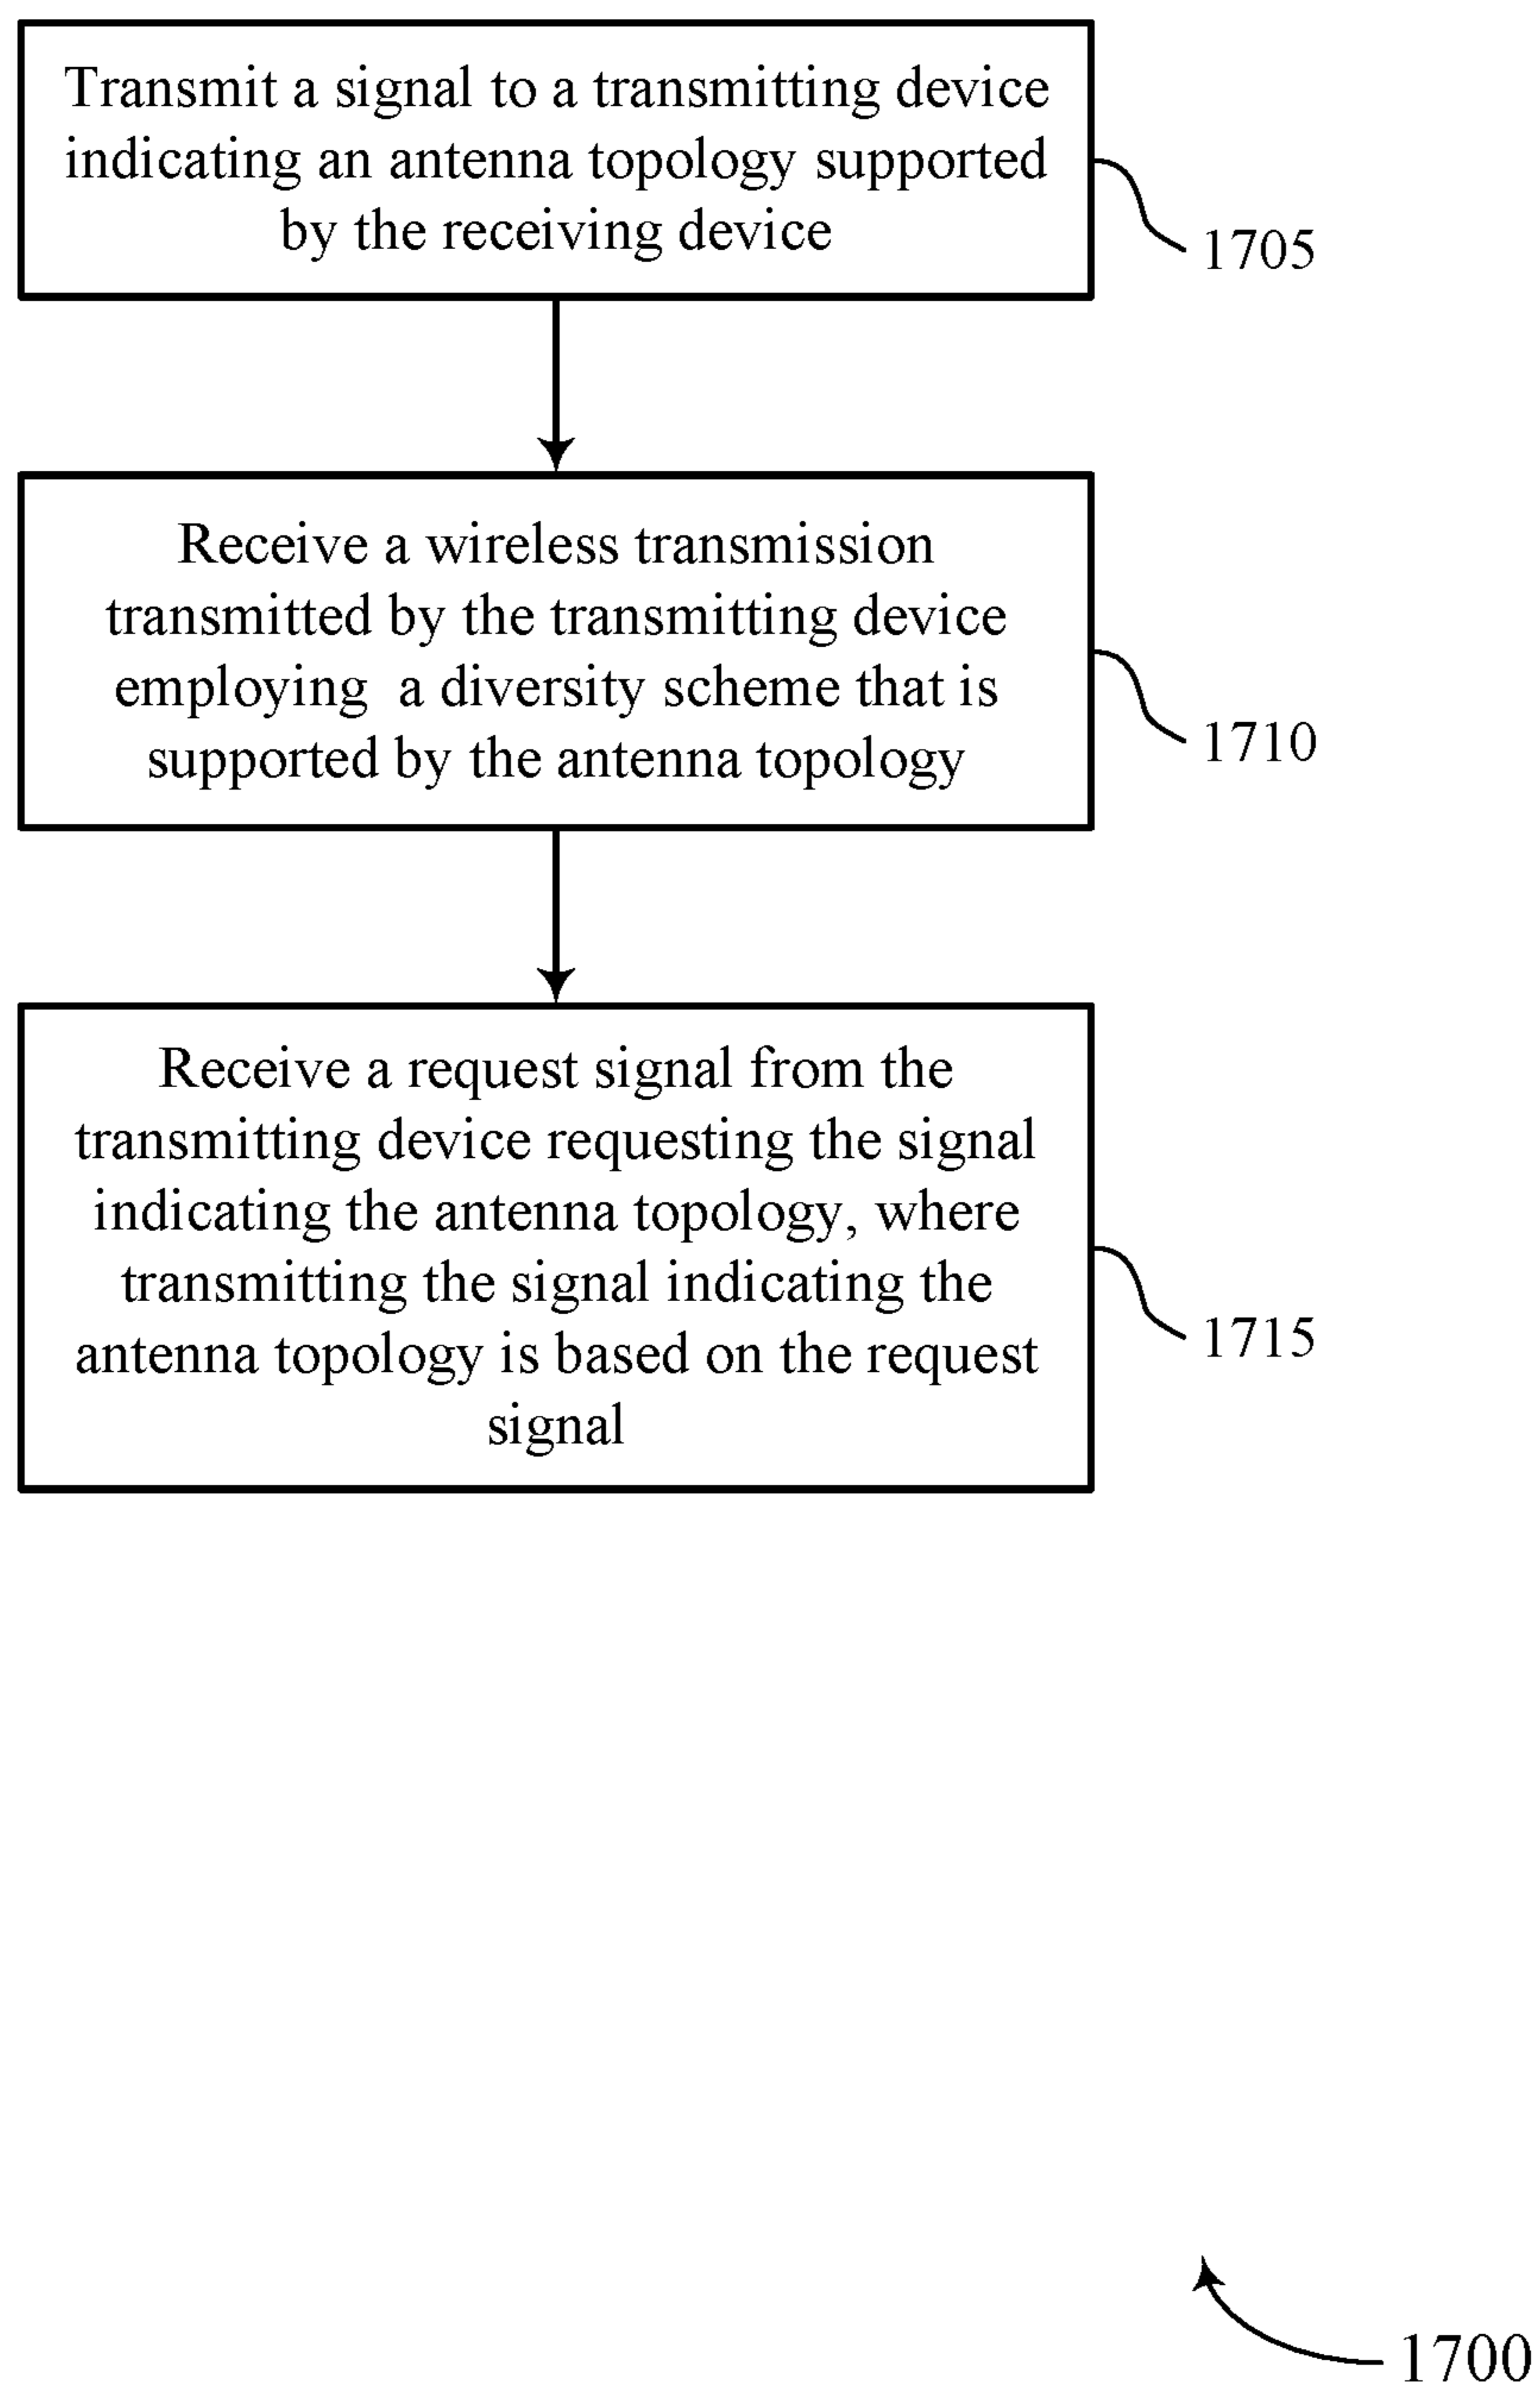 Transmit a signal to a transmitting device
indicating an antenna topology supported
by the receiving device
1705
Receive a wireless transmission
transmitted by the transmitting device
employing a diversity scheme that is
supported by the antenna topology
1710
Receive a request signal from the
transmitting device requesting the signal
indicating the antenna topology, where
transmitting the signal indicating the
antenna topology is based on the request
signal
1715
1700